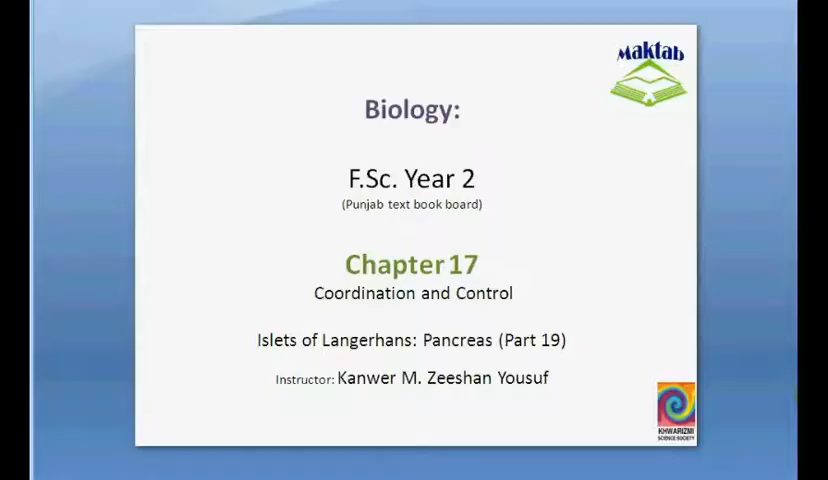 Maktab
Biology:
F.Sc. Year 2
(Punjab text book board)
Chapter 17
Coordination and Control
Islets of Langerhans: Pancreas (Part 19)
Instructor: Kanwer M. Zeeshan Yousuf
KHWARIZMI
SCIENCE SOCIETY